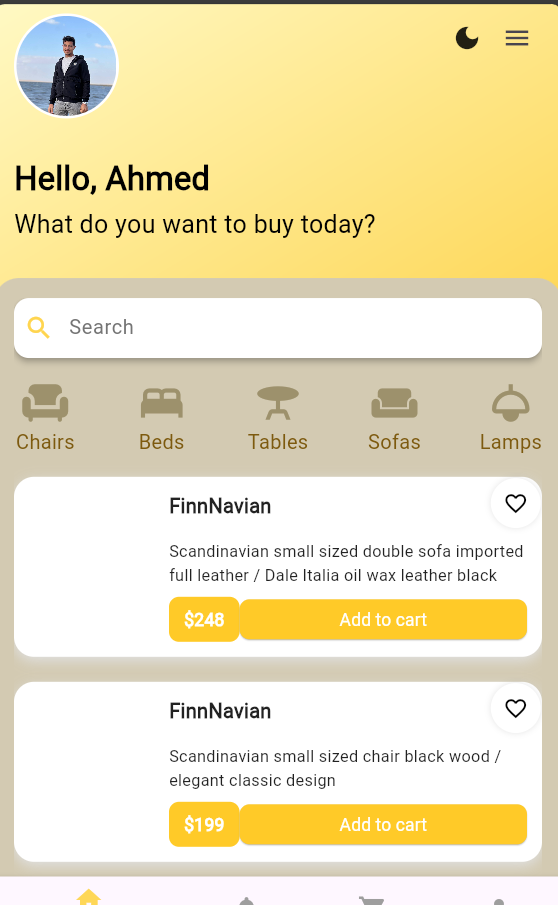 Hello, Ahmed
What do you want to buy today?
Search
Chairs
Beds
Tables
Sofas
Lamps
FinnNavian
Scandinavian small sized double sofa imported
full leather / Dale Italia oil wax leather black
$248
Add to cart
FinnNavian
Scandinavian small sized chair black wood /
elegant classic design
$199
Add to cart